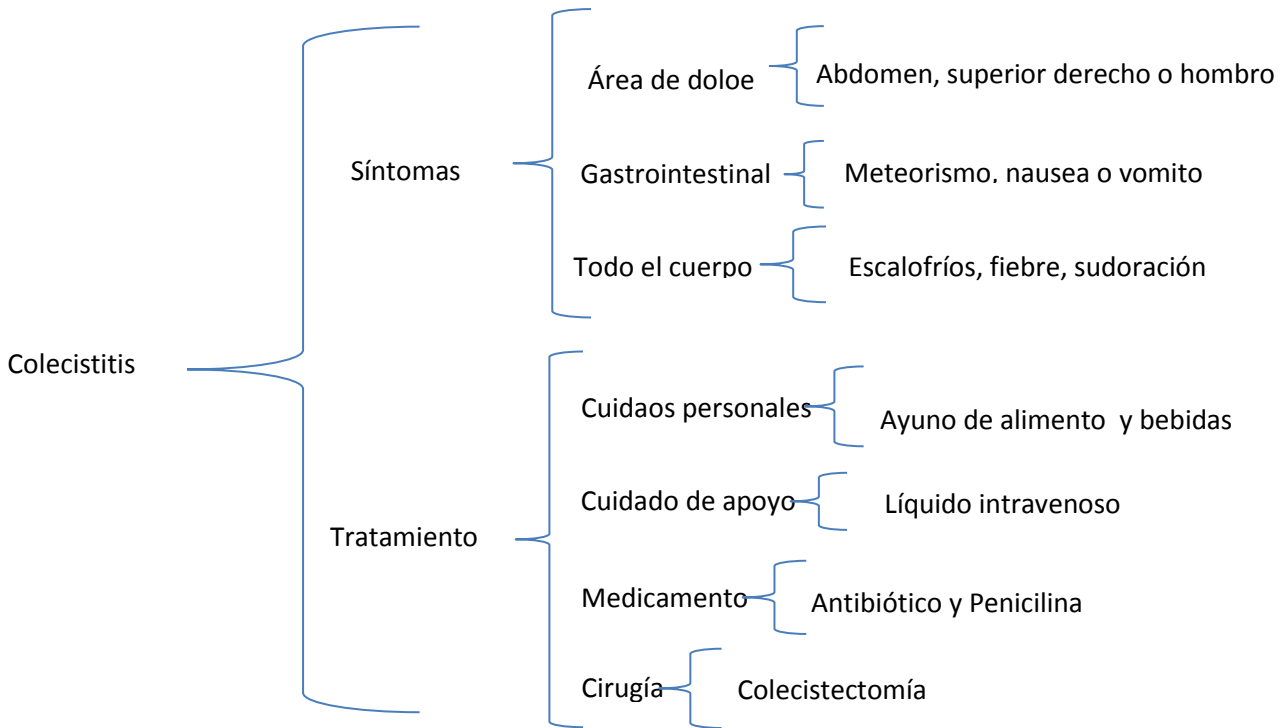 Área de doloe
Abdomen, superior derecho o hombro
Síntomas
Gastrointestinal
Meteorismo, nausea o vomito
Todo el cuerpo
Escalofríos, fiebre, sudoración
Colecistitis
Cuidaos personales
Ayuno de alimento y bebidas
Cuidado de apoyo
Líquido intravenoso
Tratamiento
Medicamento
Antibiótico y Penicilina
Cirugía
Colecistectomía